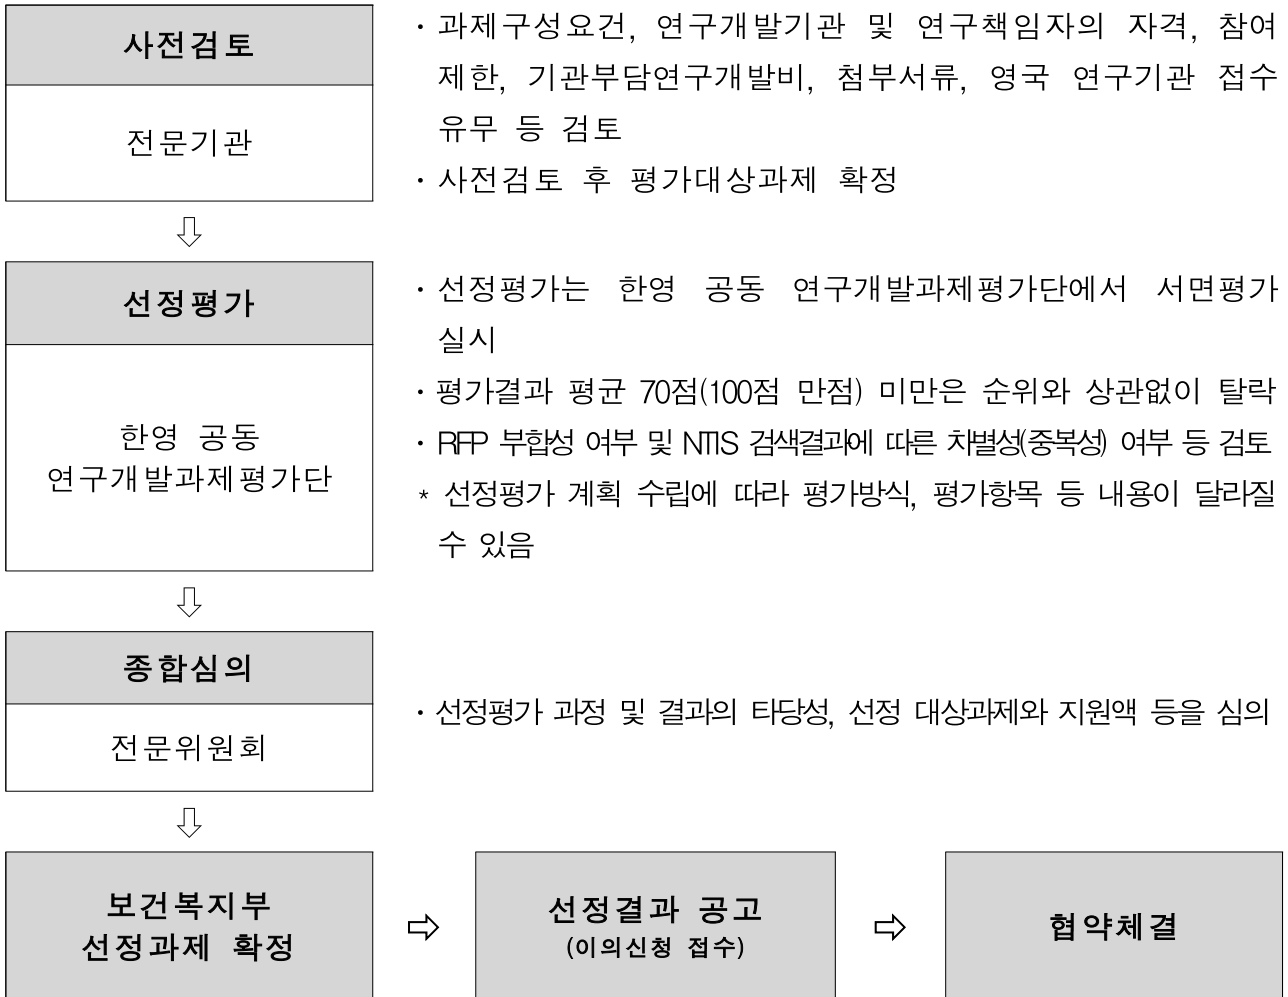 사전검토
전문기관
· 과제구성요건, 연구개발기관 및 연구책임자의 자격, 참여
제한, 기관부담연구개발비, 첨부서류, 영국 연구기관 접수
유무 등 검토
· 사전검토 후 평가대상과제 확정
⇩
선정평가
한영 공동
연구개발과제평가단
· 선정평가는 한영 공동 연구개발과제평가단에서 서면평가
실시
· 평가결과 평균 70점(100점 만점) 미만은 순위와 상관없이 탈락
· RFP 부합성 여부 및 NTIS 검색결과에 따른 차별성(중복성) 여부 등 검토
* 선정평가 계획 수립에 따라 평가방식, 평가항목 등 내용이 달라질
수 있음
⇩
종합심의
전문위원회
· 선정평가 과정 및 결과의 타당성, 선정 대상과제와 지원액 등을 심의
⇩
보건복지부
선정과제 확정
⇨
선정결과 공고
(이의신청 접수)
⇨
협약체결